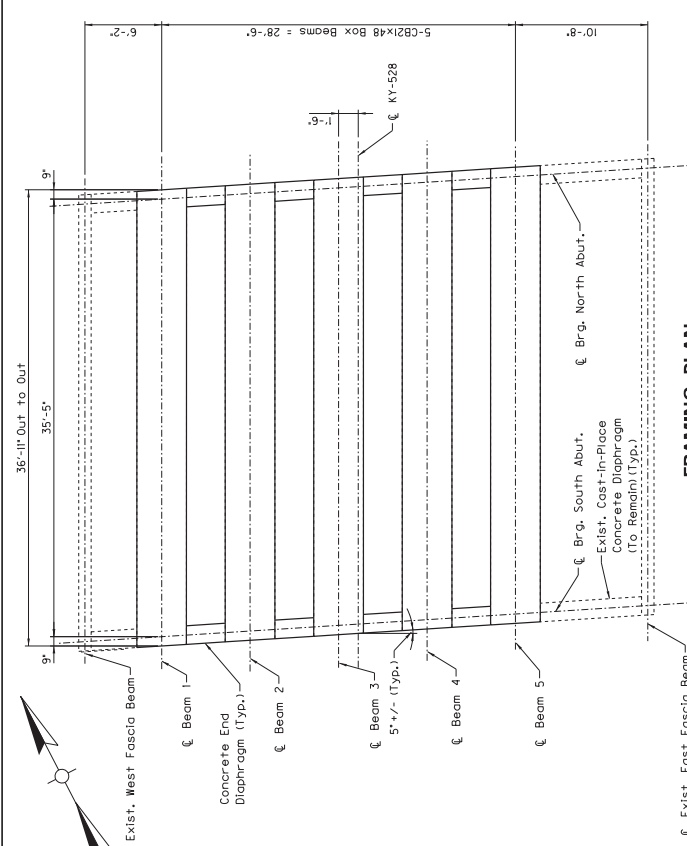 36'-11" Out to Out
35'-5"
9"
9"
6'-2"
5-CB21x48 Box Beams = 28'-6"
10'-8"
1'-6"
℄ KY-528
Exist. West Fascia Beam
℄ Beam 1
Concrete End
Diaphragm (Typ.)
℄ Beam 2
℄ Beam 3
5°+/- (Typ.)
℄ Beam 4
℄ Beam 5
℄ Brg. South Abut.
℄ Brg. North Abut.
Exist. Cast-in-Place
Concrete Diaphragm
(To Remain)(Typ.)
℄ Exist. East Fascia Beam
FRAMING PLAN